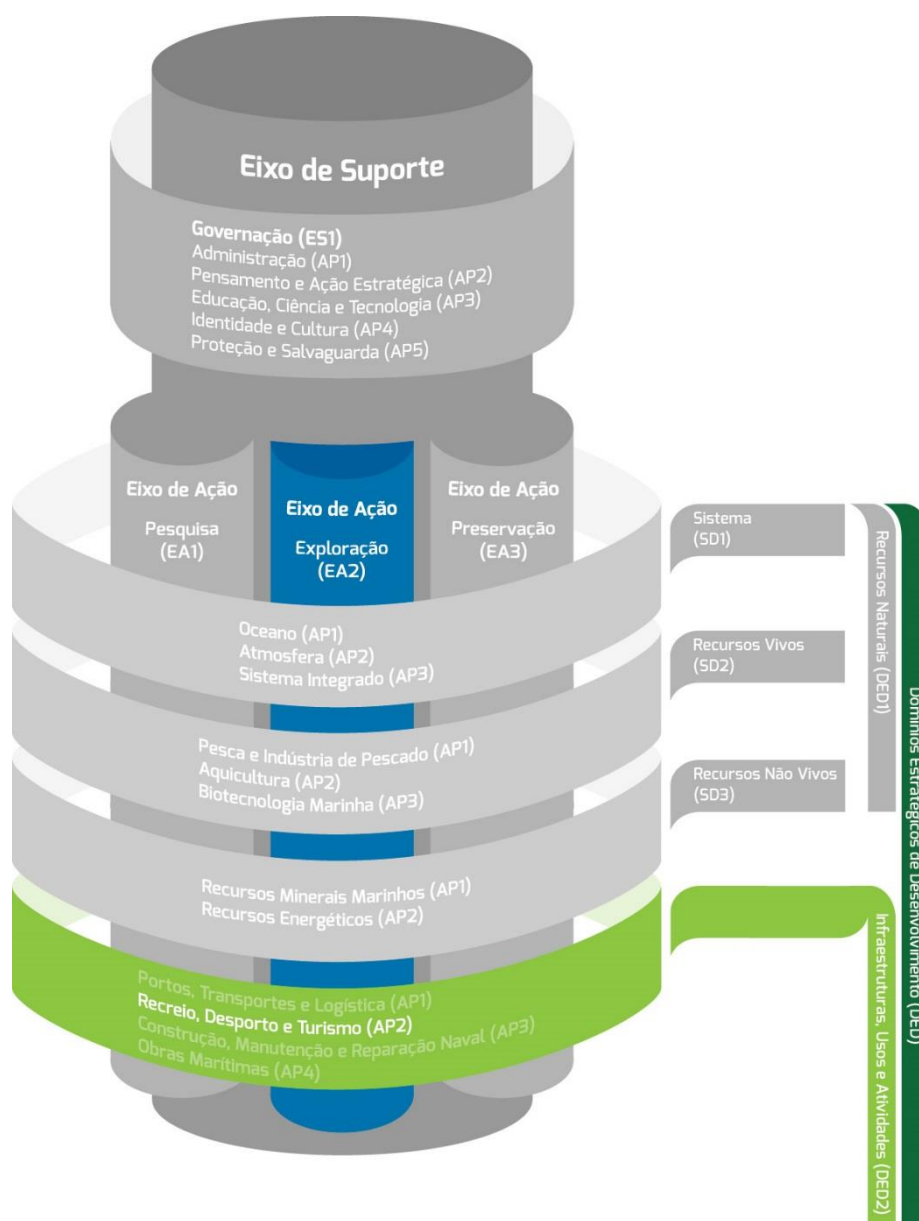 Eixo de Suporte
Governação (ES1)
Administração (AP1)
Pensamento e Ação Estratégica (AP2)
Educação, Ciência e Tecnologia (AP3)
Identidade e Cultura (AP4)
Proteção e Salvaguarda (AP5)
Eixo de Ação
Pesquisa
(EA1)
Eixo de Ação
Exploração
(EA2)
Eixo de Ação
Preservação
(EA3)
Oceano (AP1)
Atmosfera (AP2)
Sistema Integrado (AP3)
Sistema
(SD1)
Pesca e Indústria de Pescado (AP1)
Aquicultura (AP2)
Biotecnologia Marinha (AP3)
Recursos Vivos
(SD2)
Recursos Minerais Marinhos (AP1)
Recursos Energéticos (AP2)
Recursos Não Vivos
(SD3)
Recursos Naturais (DED1)
Portos, Transportes e Logística (AP1)
Recreio, Desporto e Turismo (AP2)
Construção, Manutenção e Reparação Naval (AP3)
Obras Marítimas (AP4)
Infraestruturas, Usos e Atividades (DED2)
Domínios Estratégicos de Desenvolvimento (DED)